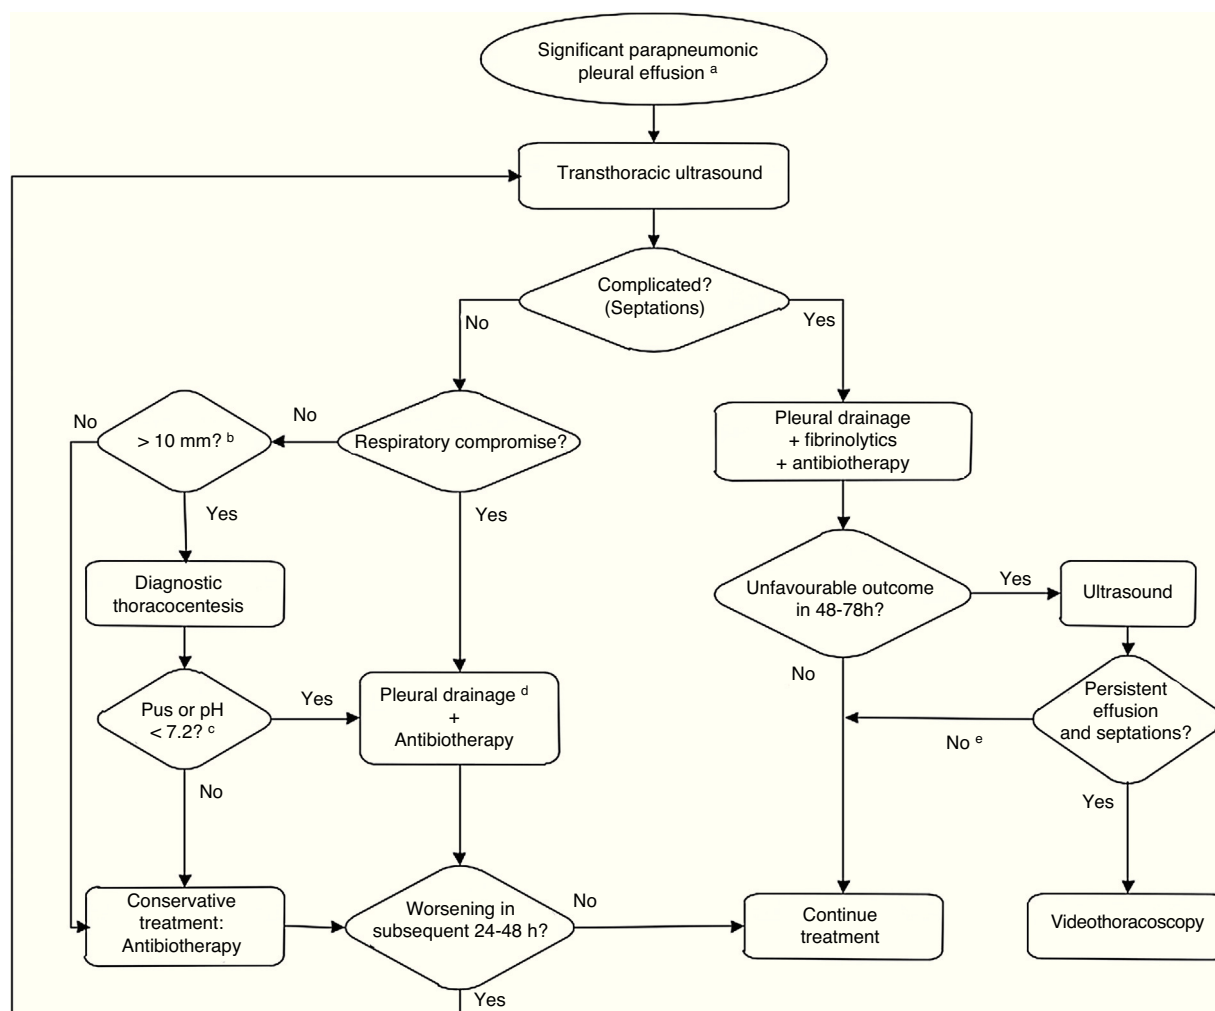 Significant parapneumonic
pleural effusion a
Transthoracic ultrasound
Complicated?
(Septations)
No
Yes
No
> 10 mm? b
No
Respiratory compromise?
Pleural drainage
+ fibrinolytics
+ antibiotherapy
Yes
Yes
Diagnostic
thoracocentesis
Unfavourable outcome
in 48-78h?
Yes
Ultrasound
Pus or pH
< 7.2? c
Yes
Pleural drainage d
+
Antibiotherapy
No
Persistent
effusion
and septations?
No e
No
Yes
Conservative
treatment:
Antibiotherapy
Worsening in
subsequent 24-48 h?
No
Continue
treatment
Videothoracoscopy
Yes